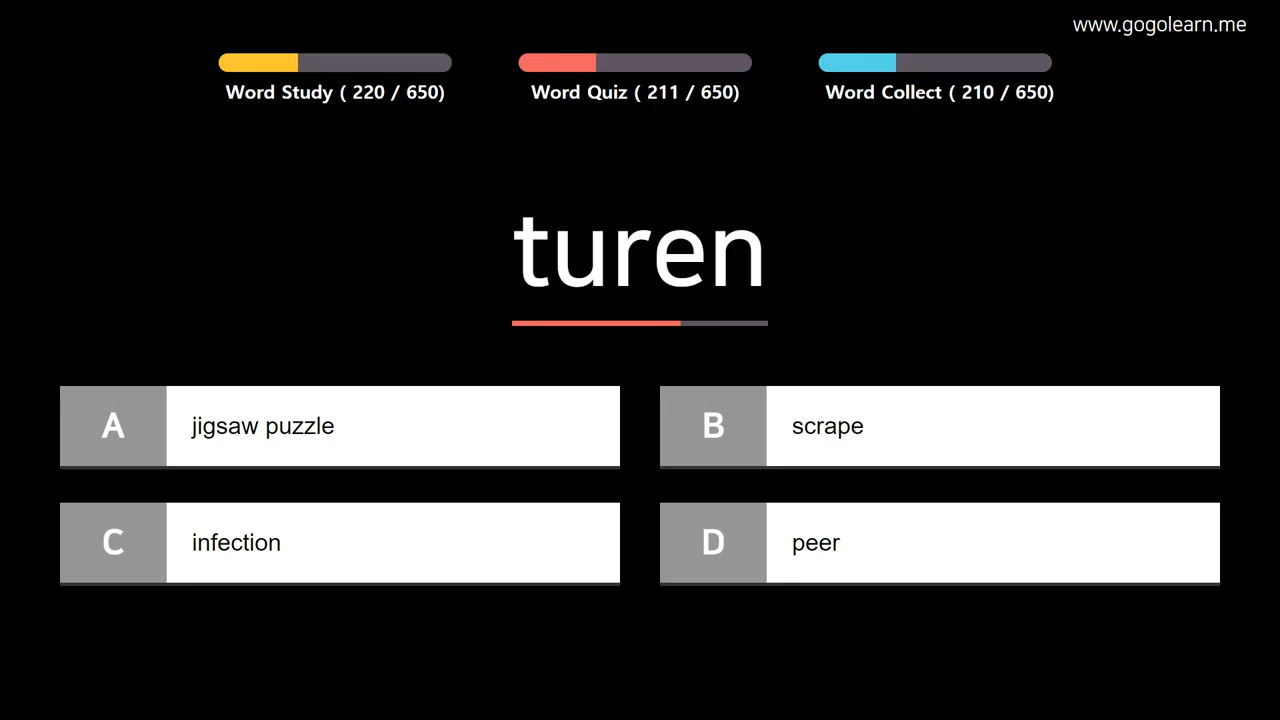 www.gogolearn.me
Word Study ( 220 / 650)
Word Quiz ( 211 / 650)
Word Collect ( 210 / 650)
turen
A jigsaw puzzle
B scrape
C infection
D peer